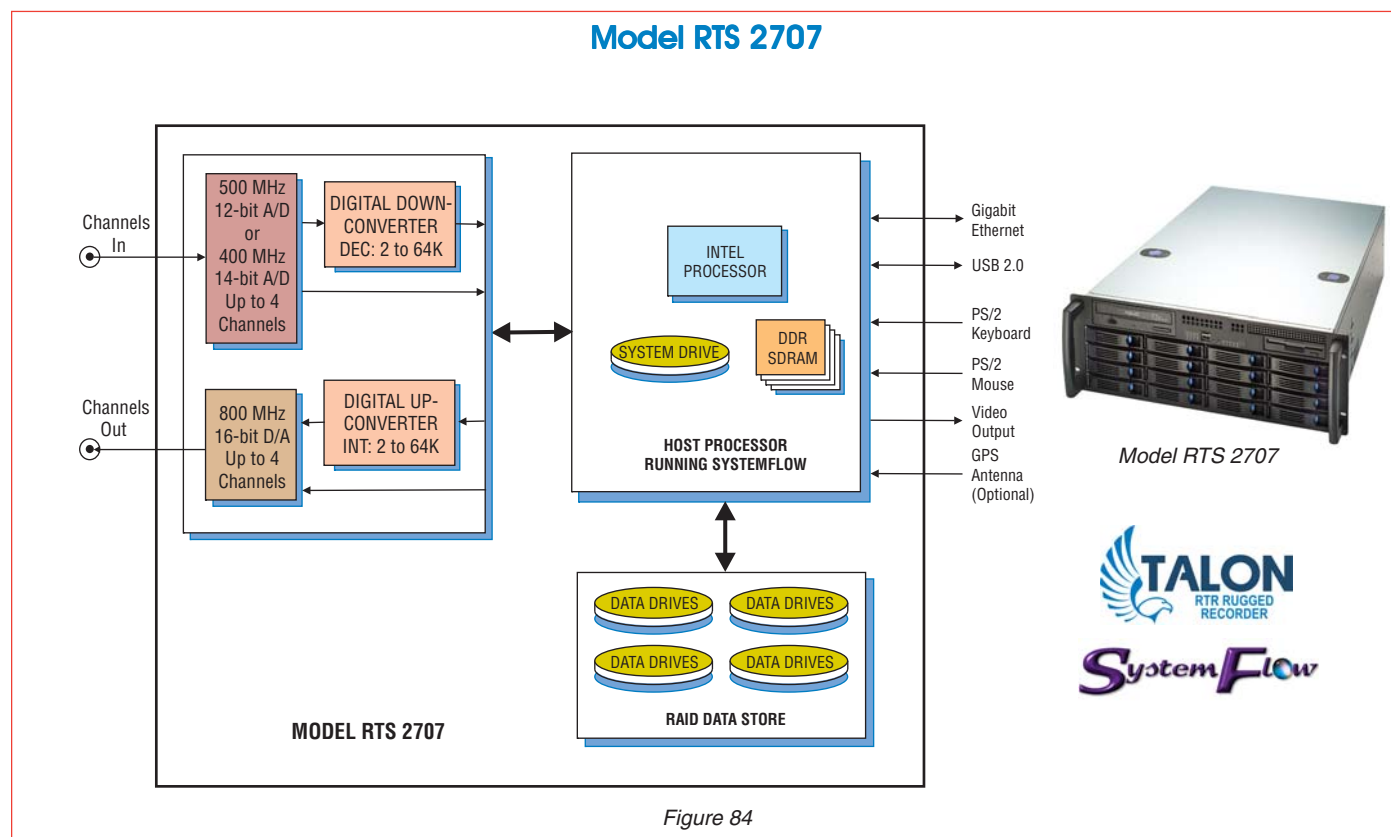 Model RTS 2707
Channels
In
500 MHz
12-bit A/D
or
400 MHz
14-bit A/D
Up to 4
Channels
DIGITAL DOWN-
CONVERTER
DEC: 2 to 64K
Channels
Out
800 MHz
16-bit D/A
Up to 4
Channels
DIGITAL UP-
CONVERTER
INT: 2 to 64K
MODEL RTS 2707
INTEL
PROCESSOR
SYSTEM DRIVE
DDR
SDRAM
HOST PROCESSOR
RUNNING SYSTEMFLOW
DATA DRIVES
DATA DRIVES
DATA DRIVES
DATA DRIVES
RAID DATA STORE
Gigabit
Ethernet
USB 2.0
PS/2
Keyboard
PS/2
Mouse
Video
Output
GPS
Antenna
(Optional)
Model RTS 2707
TALON
RTR RUGGED
RECORDER
SystemFlow
Figure 84